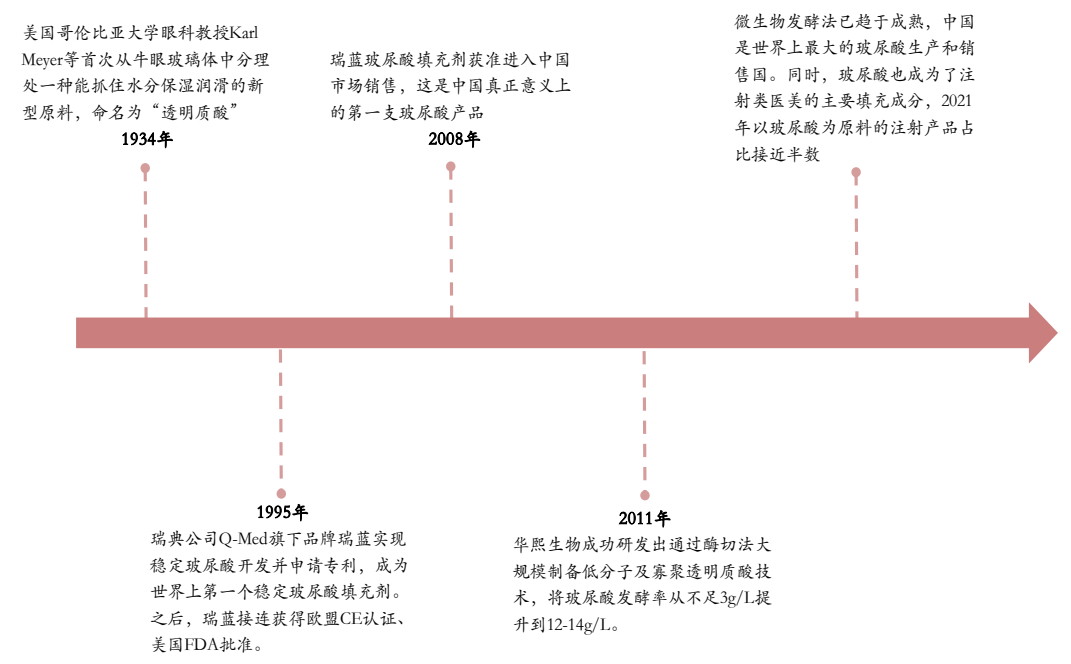 美国哥伦比亚大学眼科教授Karl
Meyer等首次从牛眼玻璃体中分理
处一种能抓住水分保湿润滑的新
型原料，命名为“透明质酸”
1934年
瑞蓝玻尿酸填充剂获准进入中国
市场销售，这是中国真正意义上
的第一支玻尿酸产品
2008年
微生物发酵法已趋于成熟，中国
是世界上最大的玻尿酸生产和销
售国。同时，玻尿酸也成为了注
射类医美的主要填充成分，2021
年以玻尿酸为原料的注射产品占
比接近半数
1995年
瑞典公司Q-Med旗下品牌瑞蓝实现
稳定玻尿酸开发并申请专利，成为
世界上第一个稳定玻尿酸填充剂。
之后，瑞蓝接连获得欧盟CE认证、
美国FDA批准。
2011年
华熙生物成功研发出通过酶切法大
规模制备低分子及寡聚透明质酸技
术，将玻尿酸发酵率从不足3g/L提
升到12-14g/L。